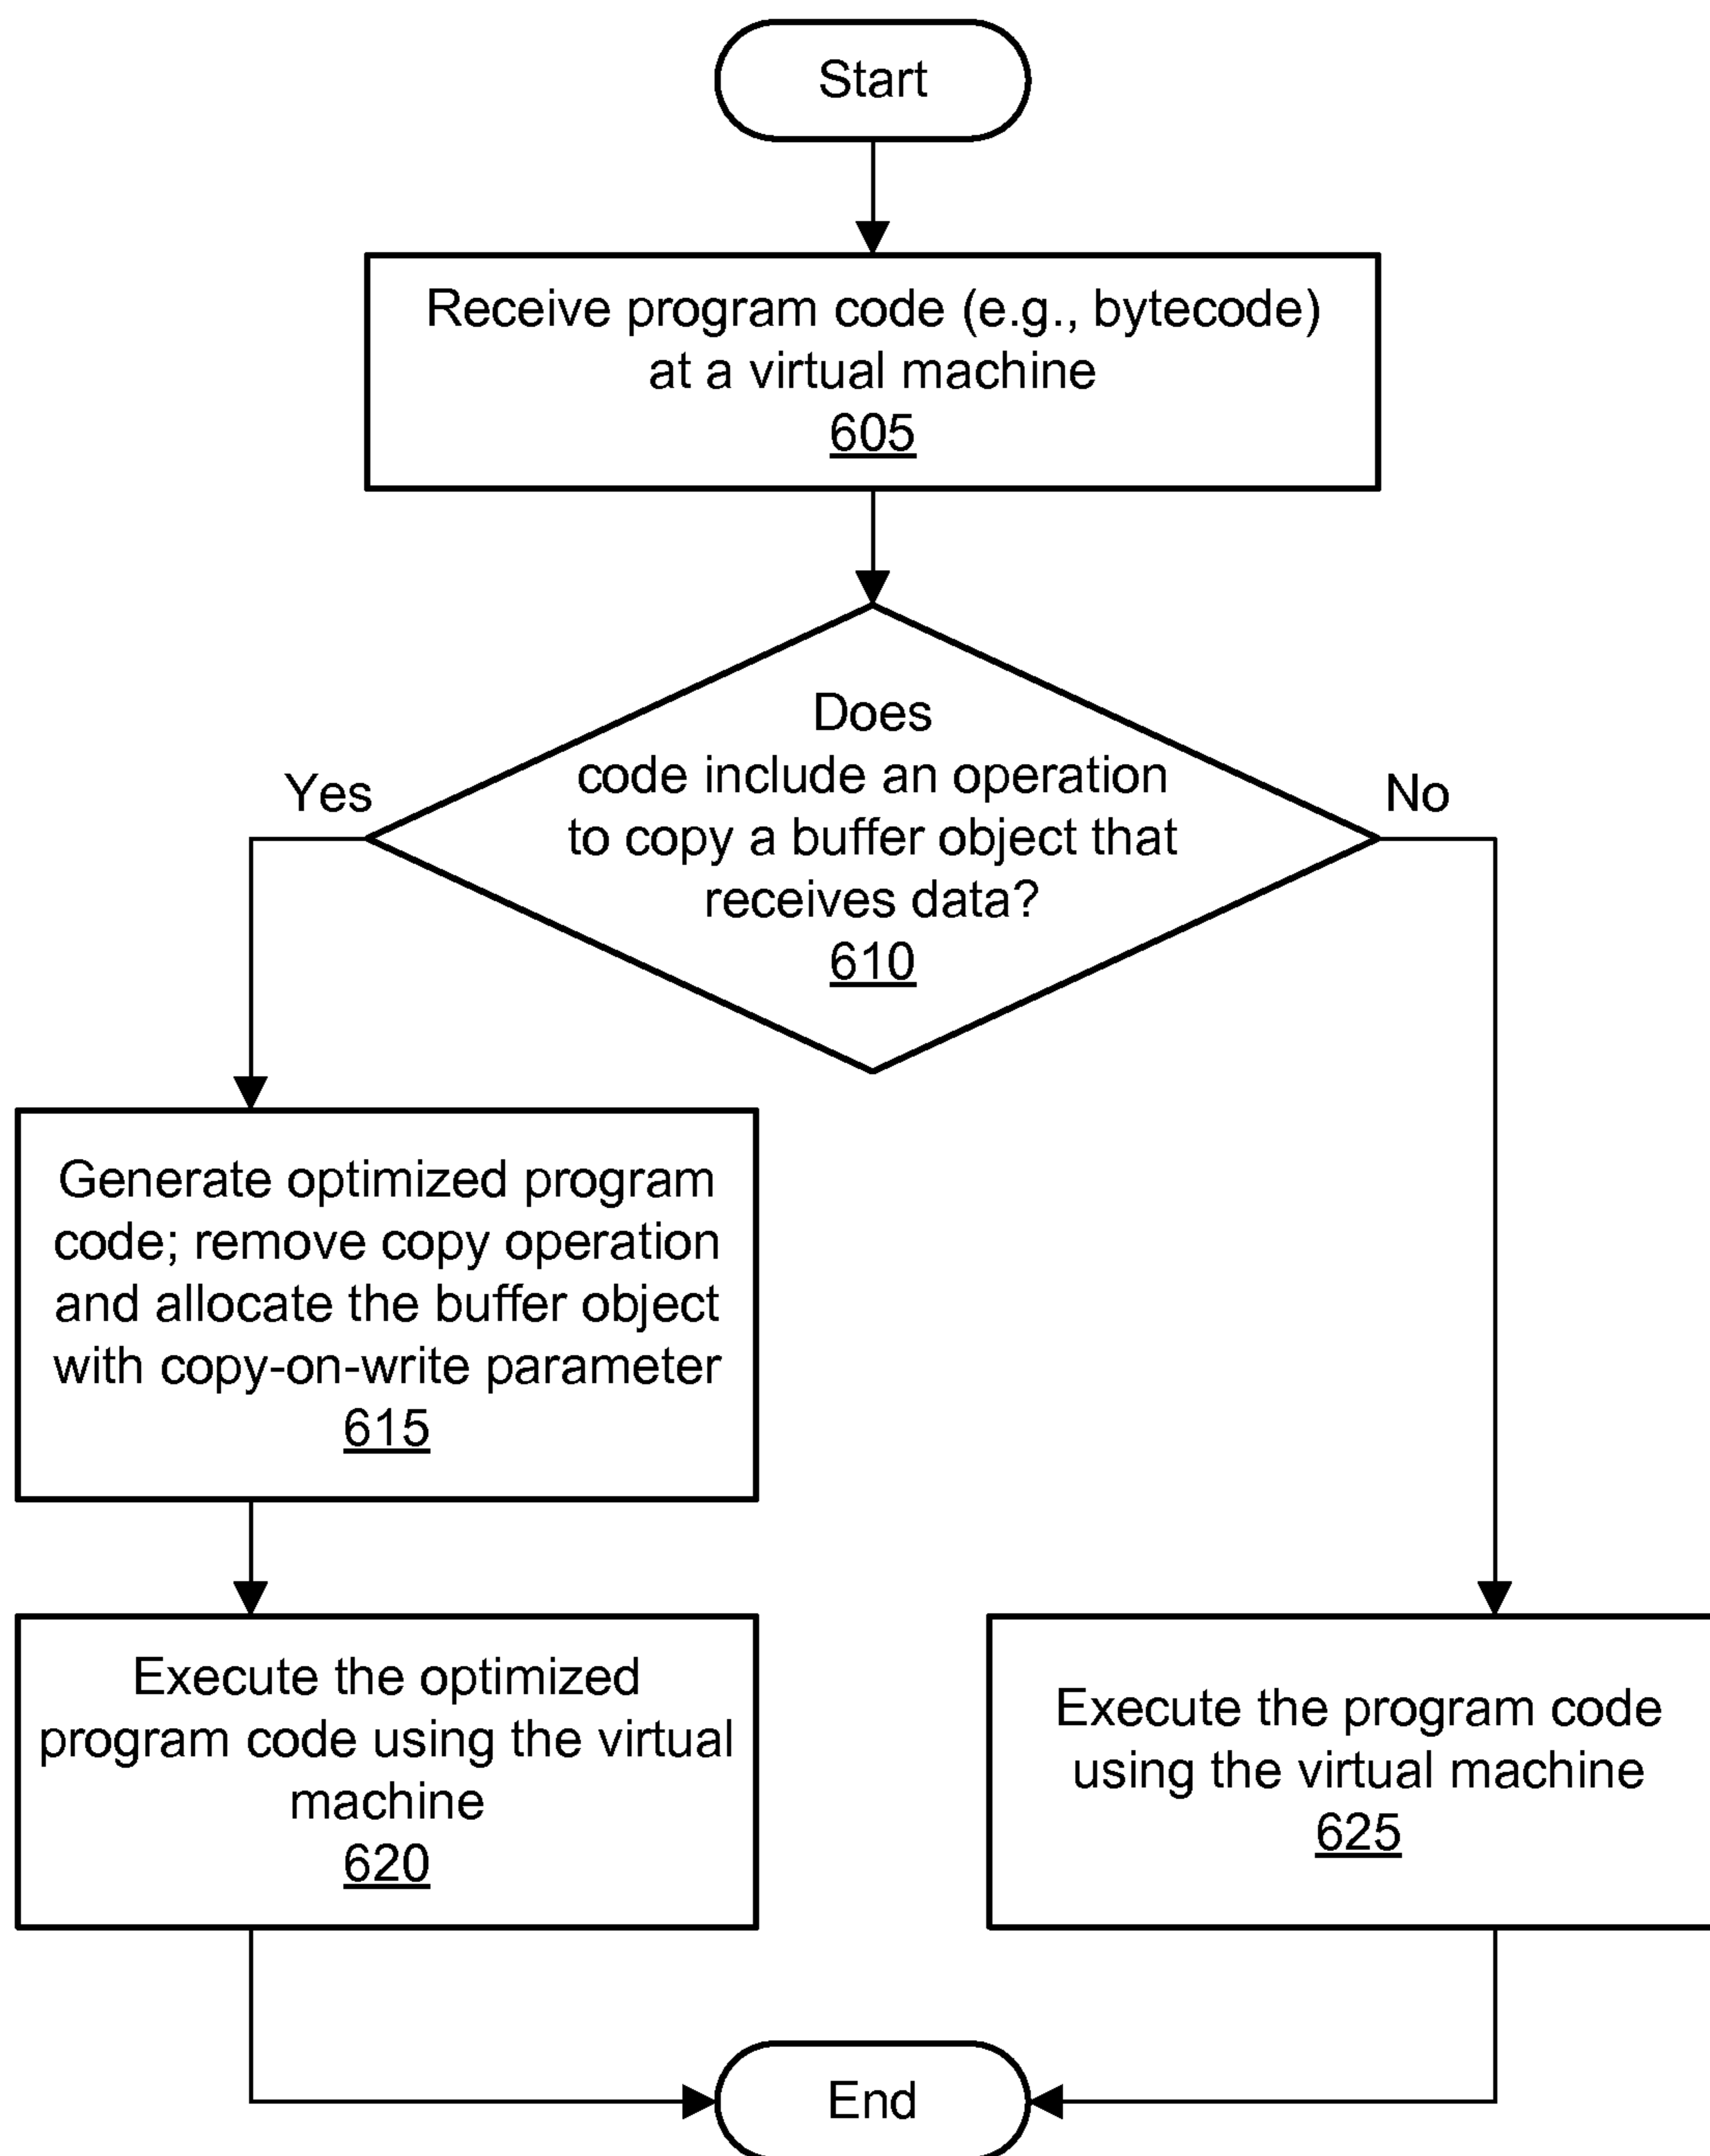 Start
Receive program code (e.g., bytecode)
at a virtual machine
605
Does
code include an operation
to copy a buffer object that
receives data?
610
Yes
No
Generate optimized program
code; remove copy operation
and allocate the buffer object
with copy-on-write parameter
615
Execute the optimized
program code using the virtual
machine
620
Execute the program code
using the virtual machine
625
End